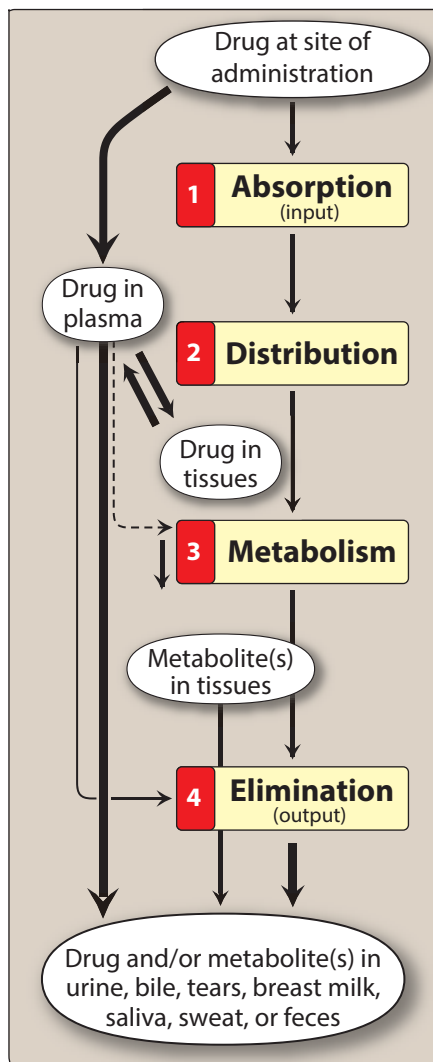 Drug at site of
administration
1
Absorption
(input)
Drug in
plasma
2
Distribution
Drug in
tissues
3
Metabolism
Metabolite(s)
in tissues
4
Elimination
(output)
Drug and/or metabolite(s) in
urine, bile, tears, breast milk,
saliva, sweat, or feces